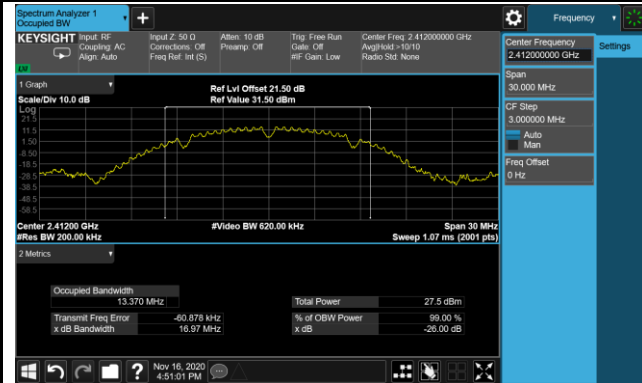 Spectrum Analyzer 1
Occupied BW
Frequency
KEYSIGHT
Input: RF
Coupling: AC
Align: Auto
Input Z: 50 Ω
Corrections: Off
Freq Ref: Int (S)
Atten: 10 dB
Preamp: Off
Trig: Free Run
Gate: Off
#IF Gain: Low
Center Freq: 2.412000000 GHz
Avg|Hold:>10/10
Radio Std: None
Center Frequency
2.412000000 GHz
Settings
Span
30.000 MHz
CF Step
3.000000 MHz
Auto
Man
Freq Offset
0 Hz
1 Graph
Scale/Div 10.0 dB
Ref Lvl Offset 21.50 dB
Ref Value 31.50 dBm
Log
21.5
11.5
1.50
-8.50
-18.5
-28.5
-38.5
-48.5
-58.5
Center 2.41200 GHz
#Res BW 200.00 kHz
#Video BW 620.00 kHz
Span 30 MHz
Sweep 1.07 ms (2001 pts)
2 Metrics
Occupied Bandwidth
13.370 MHz
Total Power
27.5 dBm
Transmit Freq Error
-60.878 kHz
% of OBW Power
99.00 %
x dB Bandwidth
16.97 MHz
x dB
-26.00 dB
Nov 16, 2020
4:51:01 PM